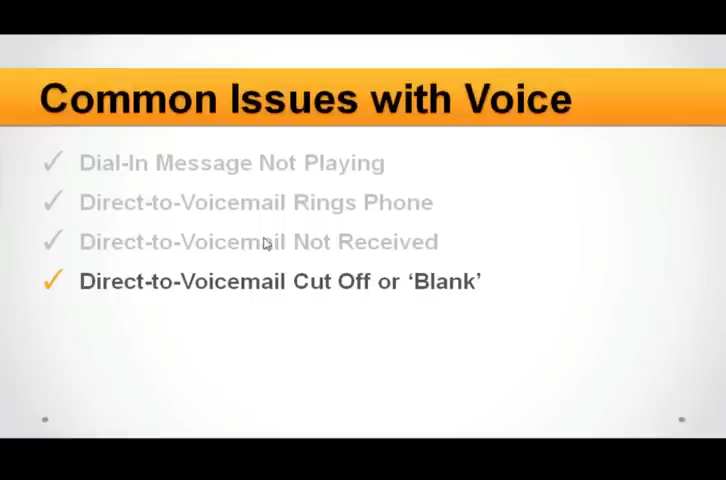 Common Issues with Voice
✓ Dial-In Message Not Playing
✓ Direct-to-Voicemail Rings Phone
✓ Direct-to-Voicemail Not Received
✓ Direct-to-Voicemail Cut Off or ‘Blank’